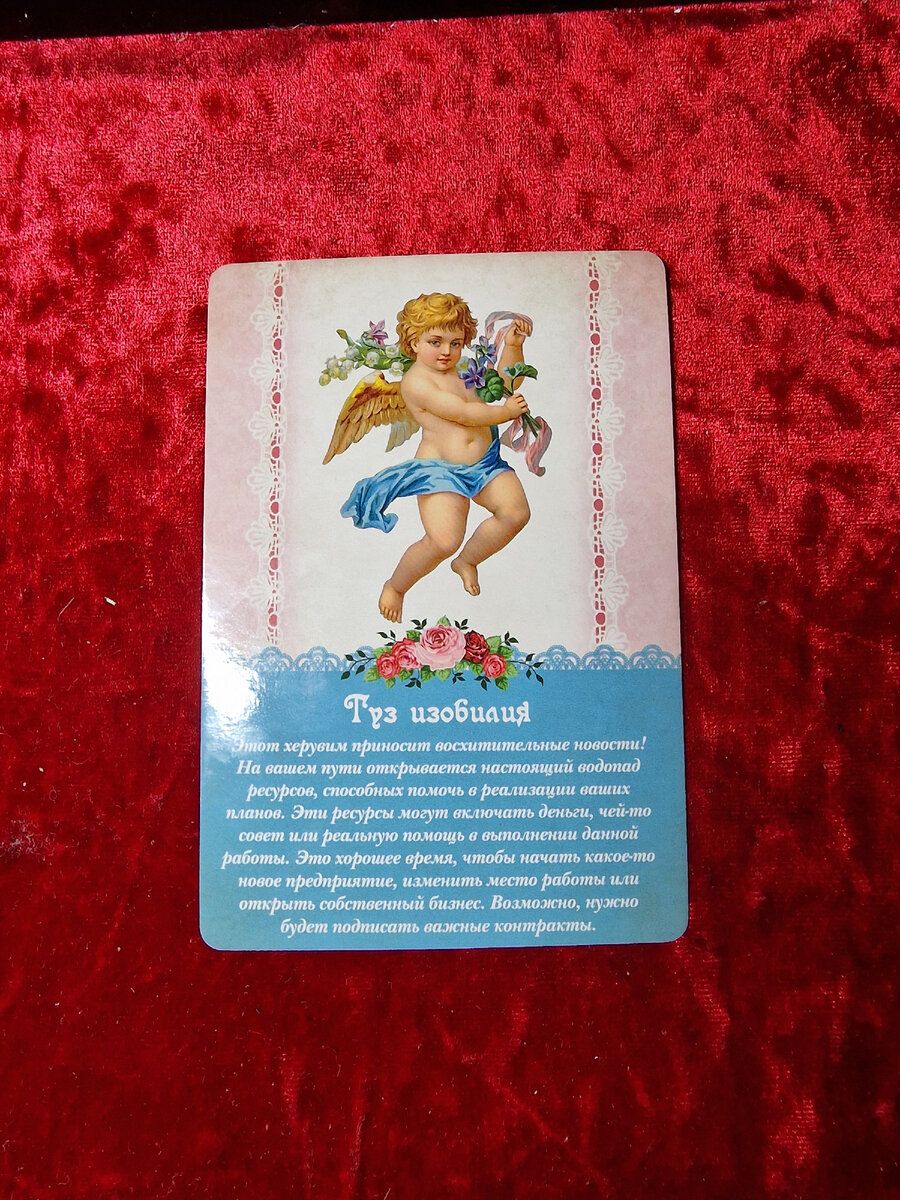 Туз изобилия
Этот херувим приносит восхитительные новости!
На вашем пути открывается настоящий водопад
ресурсов, способных помочь в реализации ваших
планов. Эти ресурсы могут включать деньги, чей-то
совет или реальную помощь в выполнении данной
работы. Это хорошее время, чтобы начать какое-то
новое предприятие, изменить место работы или
открыть собственный бизнес. Возможно, нужно
будет подписать важные контракты.